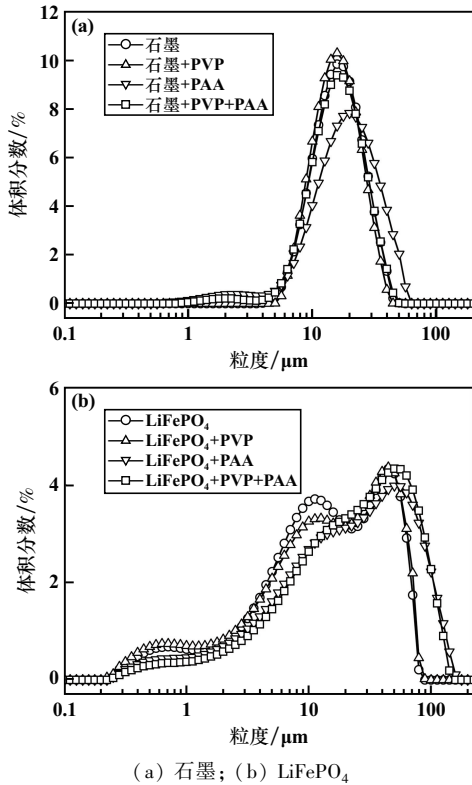 (a)
石墨
石墨+PVP
石墨+PAA
石墨+PVP+PAA
12
10
8
6
4
2
0
体积分数/%
0.1 1 10 100
粒度/μm
(b)
LiFePO₄
LiFePO₄+PVP
LiFePO₄+PAA
LiFePO₄+PVP+PAA
6
4
2
0
体积分数/%
0.1 1 10 100
粒度/μm
(a) 石墨; (b) LiFePO₄